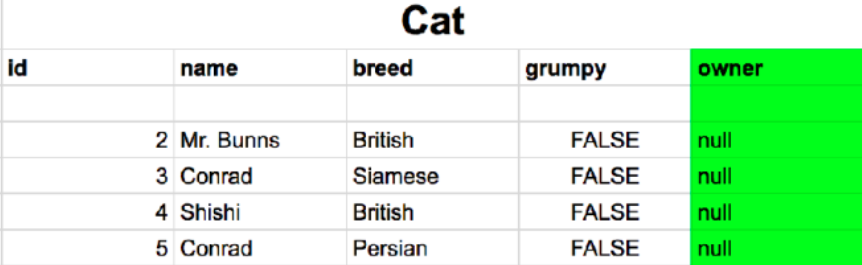 Cat
id name breed grumpy owner
2 Mr. Bunns British FALSE null
3 Conrad Siamese FALSE null
4 Shishi British FALSE null
5 Conrad Persian FALSE null